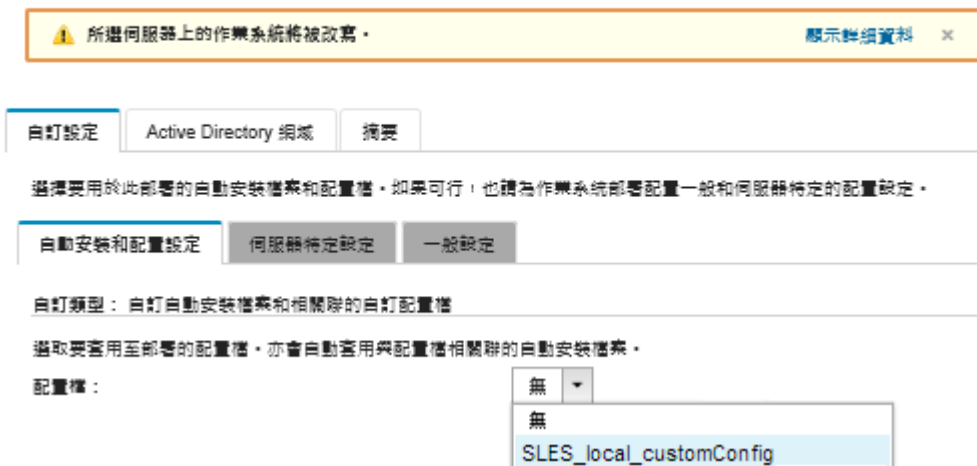 所選伺服器上的作業系統將被改寫。 顯示詳細資料 ×
自訂設定 Active Directory 網域 摘要
選擇要用於此部署的自動安裝檔案和配置檔。如果可行,也請為作業系統部署配置一般和伺服器特定的配置設定。
自動安裝和配置設定 伺服器特定設定 一般設定
自訂類型: 自訂自動安裝檔案和相關聯的自訂配置檔
選取要套用至部署的配置檔。亦會自動套用與配置檔相關聯的自動安裝檔案。
配置檔: 無
無
SLES_local_customConfig